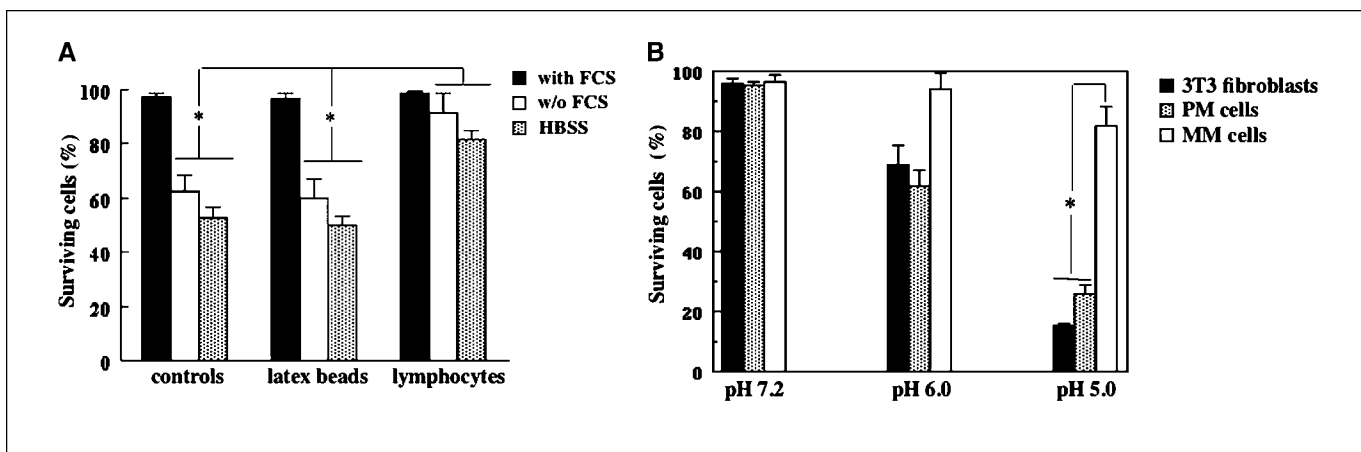 A
with FCS
w/o FCS
HBSS
Surviving cells (%)
100
80
60
40
20
0
*
*
controls
latex beads
lymphocytes
B
3T3 fibroblasts
PM cells
MM cells
Surviving cells (%)
100
80
60
40
20
0
*
pH 7.2
pH 6.0
pH 5.0